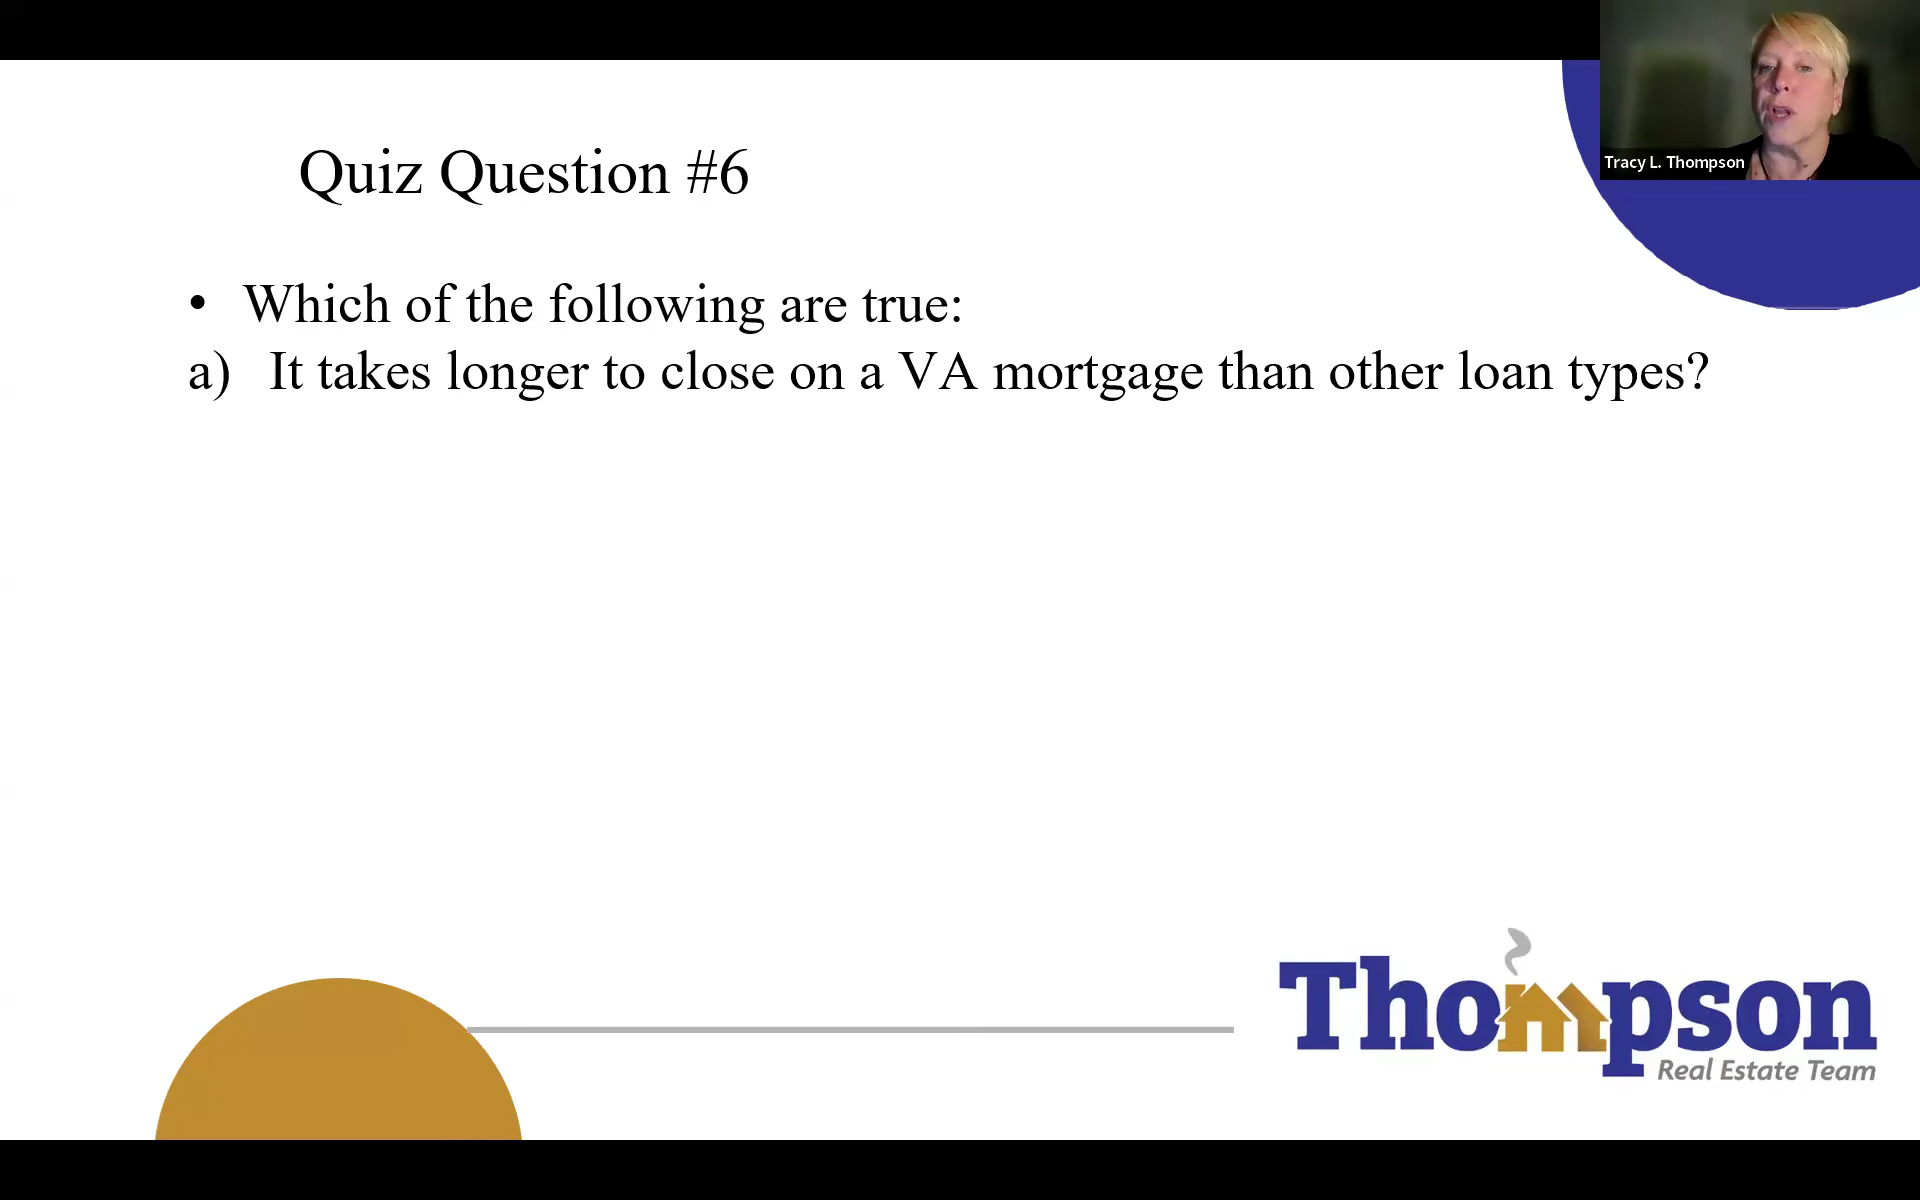 Tracy L. Thompson
Quiz Question #6
• Which of the following are true:
a) It takes longer to close on a VA mortgage than other loan types?
Thompson
Real Estate Team